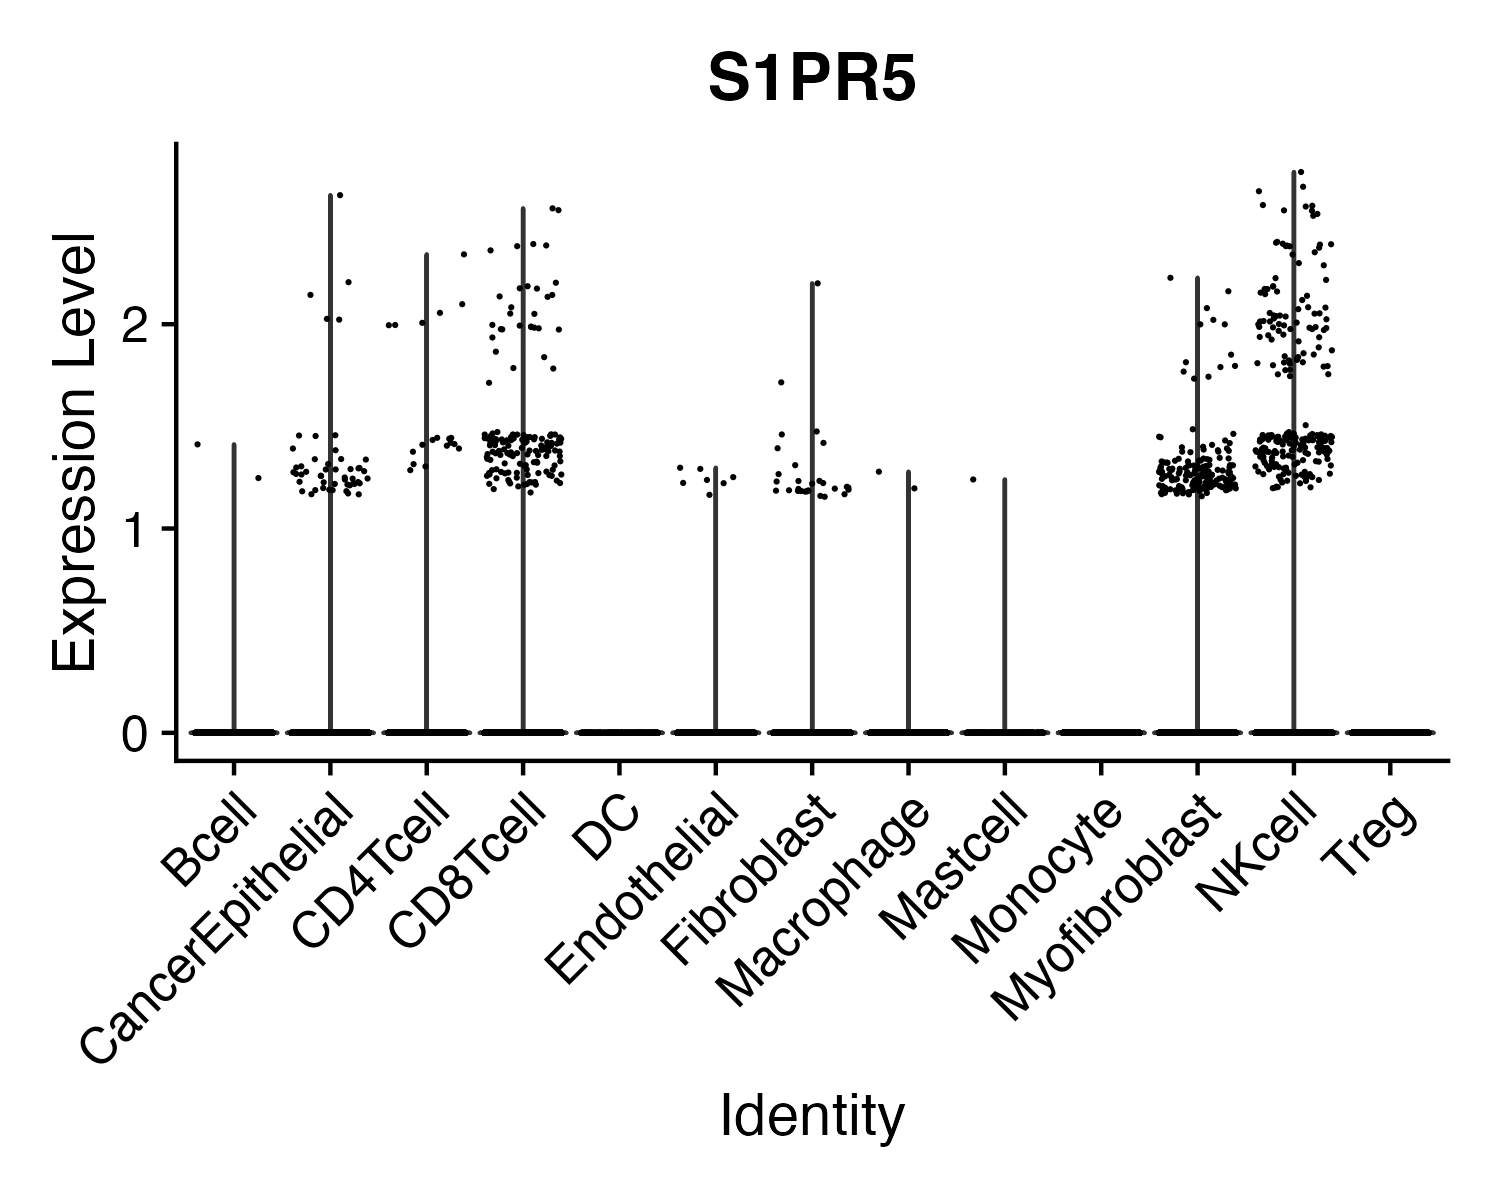 S1PR5
Expression Level
2
1
0
Bcell
CancerEpithelial
CD4Tcell
CD8Tcell
DC
Endothelial
Fibroblast
Macrophage
Mastcell
Monocyte
Myofibroblast
NKcell
Treg
Identity